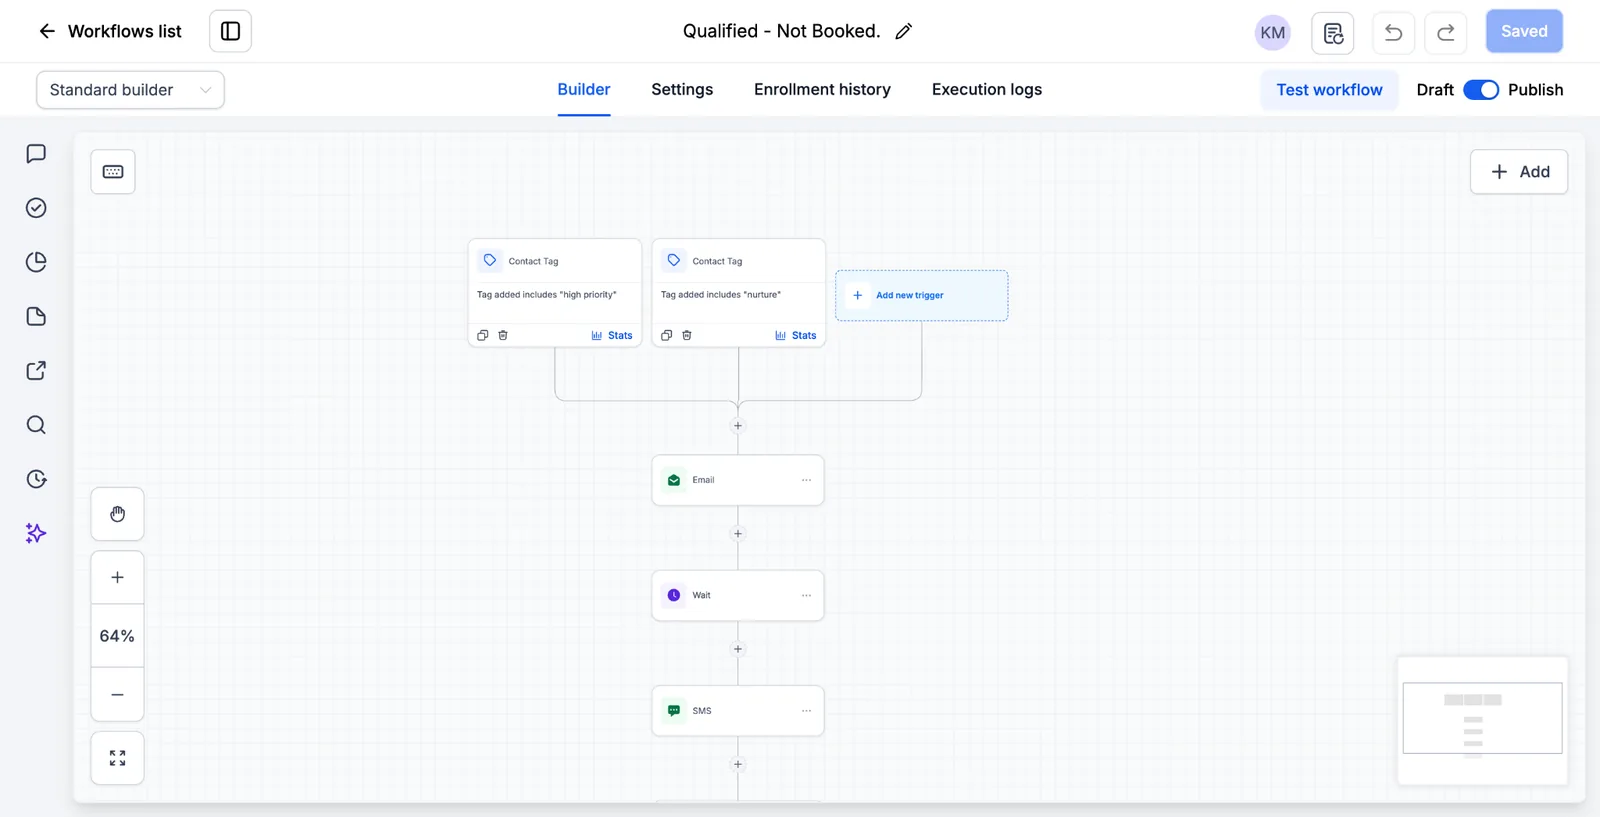 Workflows list
Qualified - Not Booked.
KM
Saved
Standard builder
Builder
Settings
Enrollment history
Execution logs
Test workflow
Draft
Publish
Add
Contact Tag
Tag added includes "high priority"
Stats
Contact Tag
Tag added includes "nurture"
Stats
Add new trigger
Email
Wait
SMS
64%